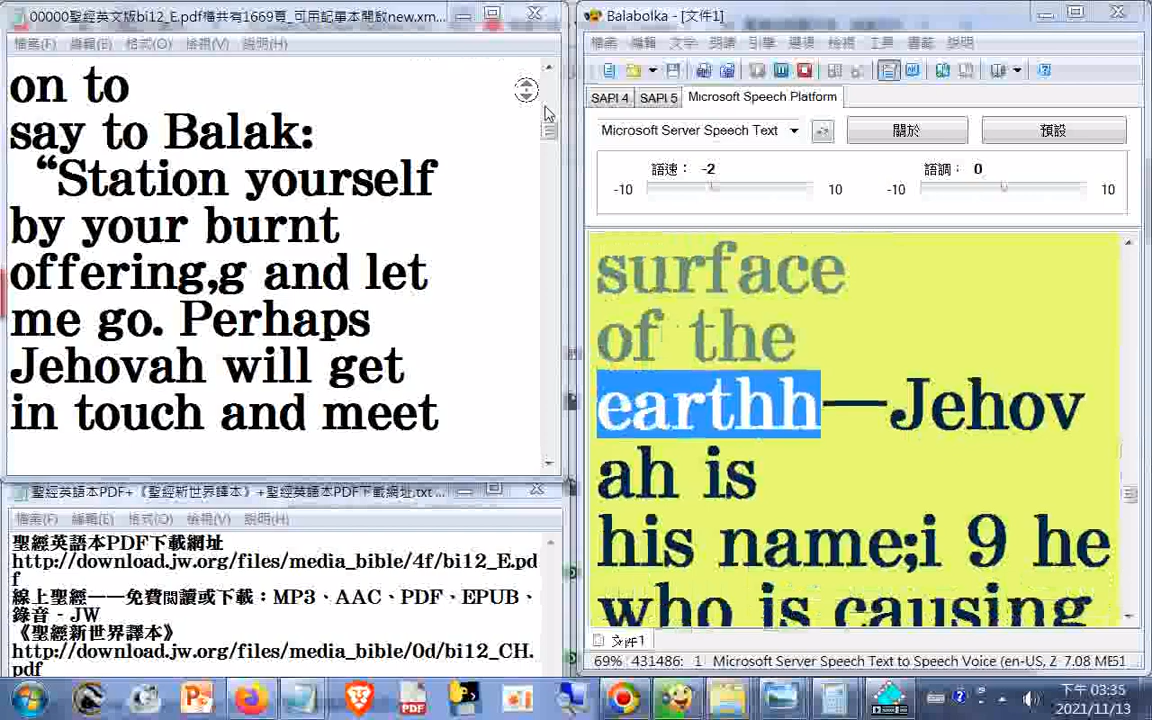 00000聖經英文版bi12_E.pdf檔共有1669頁_可用記事本開啟new.xm...
檔案(F) 編輯(E) 格式(O) 檢視(V) 說明(H)
on to
say to Balak:
“Station yourself
by your burnt
offering,g and let
me go. Perhaps
Jehovah will get
in touch and meet
聖經英語本PDF+《聖經新世界譯本》+聖經英語本PDF下載網址.txt ...
檔案(F) 編輯(E) 格式(O) 檢視(V) 說明(H)
聖經英語本PDF下載網址
http://download.jw.org/files/media_bible/4f/bi12_E.pd
f
線上聖經——免費閱讀或下載：MP3、AAC、PDF、EPUB、
錄音 - JW
《聖經新世界譯本》
http://download.jw.org/files/media_bible/0d/bi12_CH.
pdf
Balabolka - [文件1]
檔案 編輯 文字 朗讀 引擎 選項 檢視 工具 書籤 說明
SAPI 4 SAPI 5 Microsoft Speech Platform
Microsoft Server Speech Text
關於 預設
語速： -2 語調： 0
-10 10 -10 10
surface
of the
earthh—Jehov
ah is
his name;i 9 he
who is causing
文件1
69% 431486: 1 Microsoft Server Speech Text to Speech Voice (en-US, Z 7.08 ME51
PDF
下午 03:35
2021/11/13